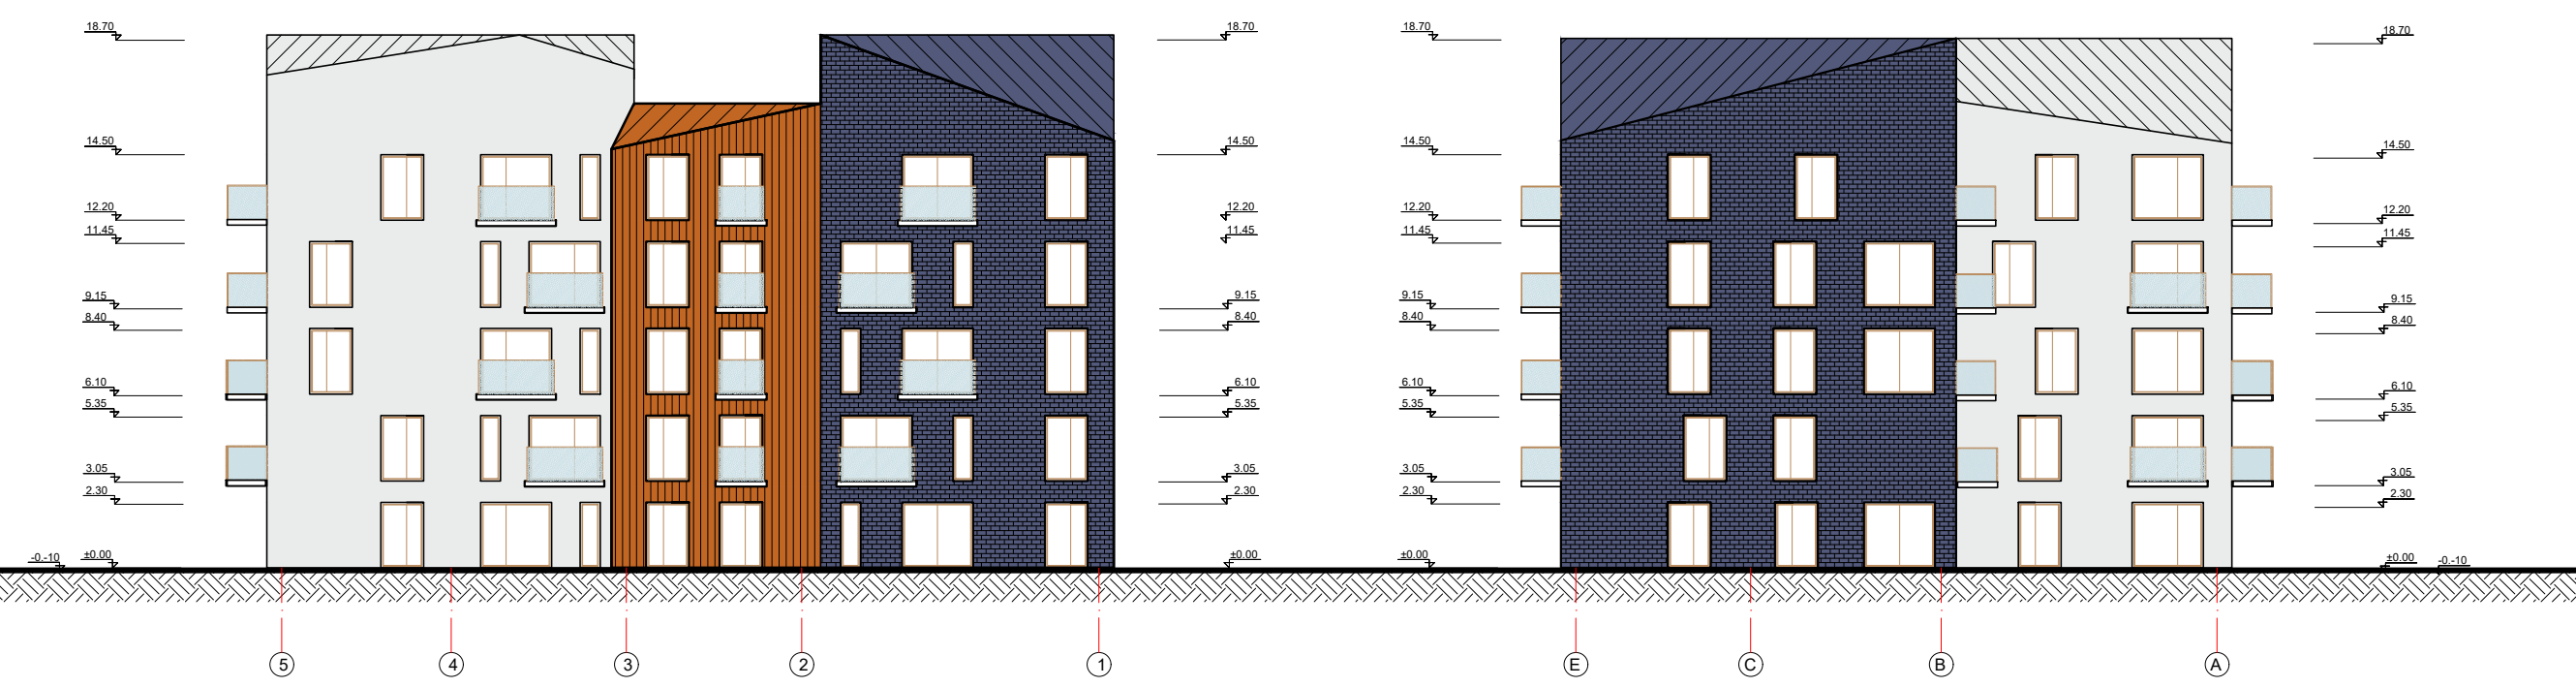 18.70 18.70 18.70 18.70
14.50 14.50 14.50 14.50
12.20 12.20 12.20 12.20
11.45 11.45 11.45 11.45
9.15 9.15 9.15 9.15
8.40 8.40 8.40 8.40
6.10 6.10 6.10 6.10
5.35 5.35 5.35 5.35
3.05 3.05 3.05 3.05
2.30 2.30 2.30 2.30
-0.-10 ±0.00 ±0.00 ±0.00 ±0.00 -0.-10
5 4 3 2 1 E C B A